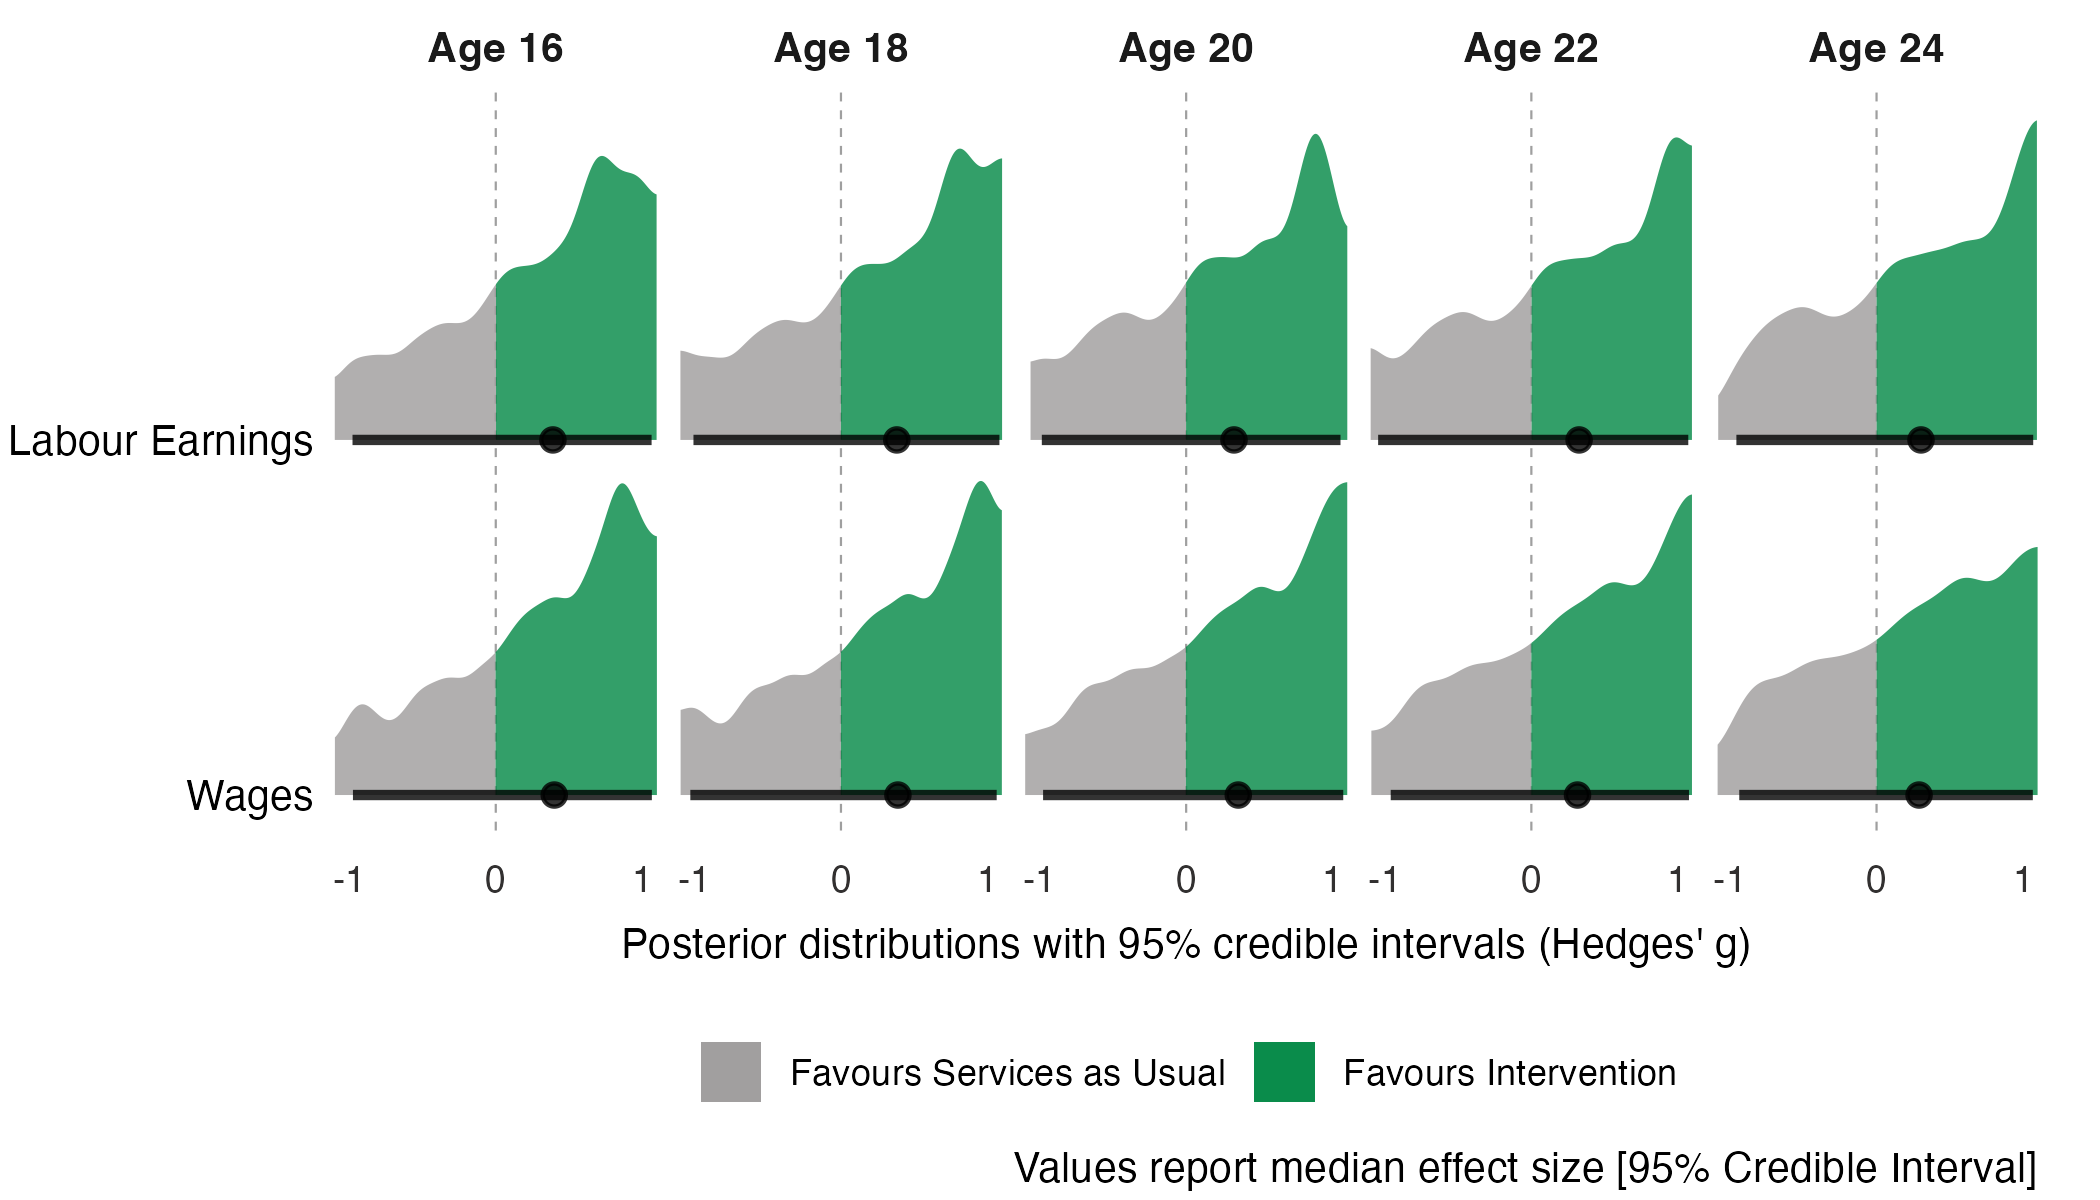 Age 16 Age 18 Age 20 Age 22 Age 24
Labour Earnings
Wages
-1 0 1 -1 0 1 -1 0 1 -1 0 1 -1 0 1
Posterior distributions with 95% credible intervals (Hedges' g)
Favours Services as Usual Favours Intervention
Values report median effect size [95% Credible Interval]